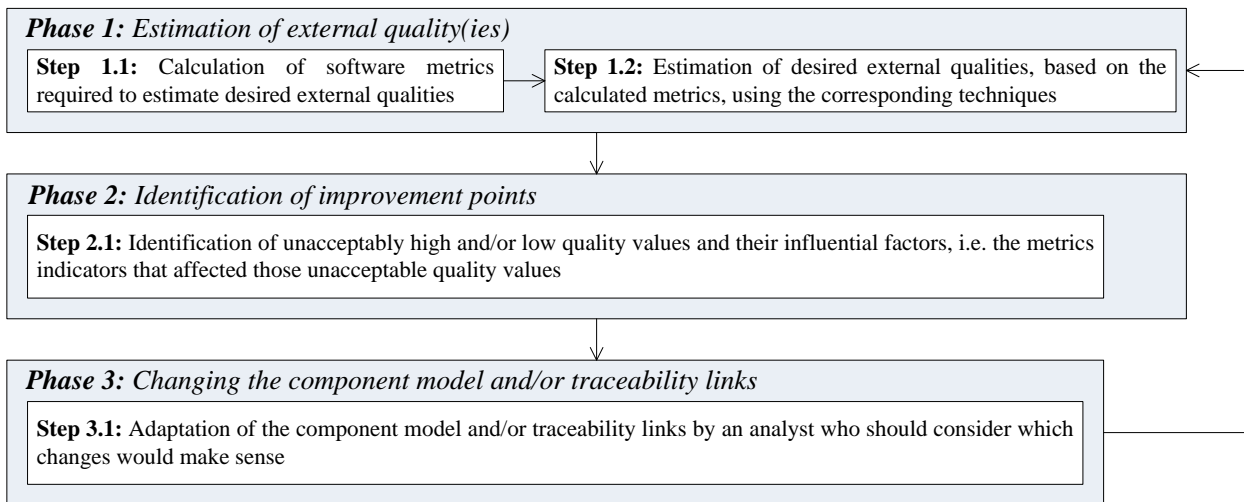 Phase 1: Estimation of external quality(ies)
Step 1.1: Calculation of software metrics
required to estimate desired external qualities
Step 1.2: Estimation of desired external qualities, based on the
calculated metrics, using the corresponding techniques
Phase 2: Identification of improvement points
Step 2.1: Identification of unacceptably high and/or low quality values and their influential factors, i.e. the metrics
indicators that affected those unacceptable quality values
Phase 3: Changing the component model and/or traceability links
Step 3.1: Adaptation of the component model and/or traceability links by an analyst who should consider which
changes would make sense